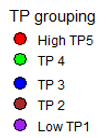 TP grouping
High TP5
TP 4
TP 3
TP 2
Low TP1